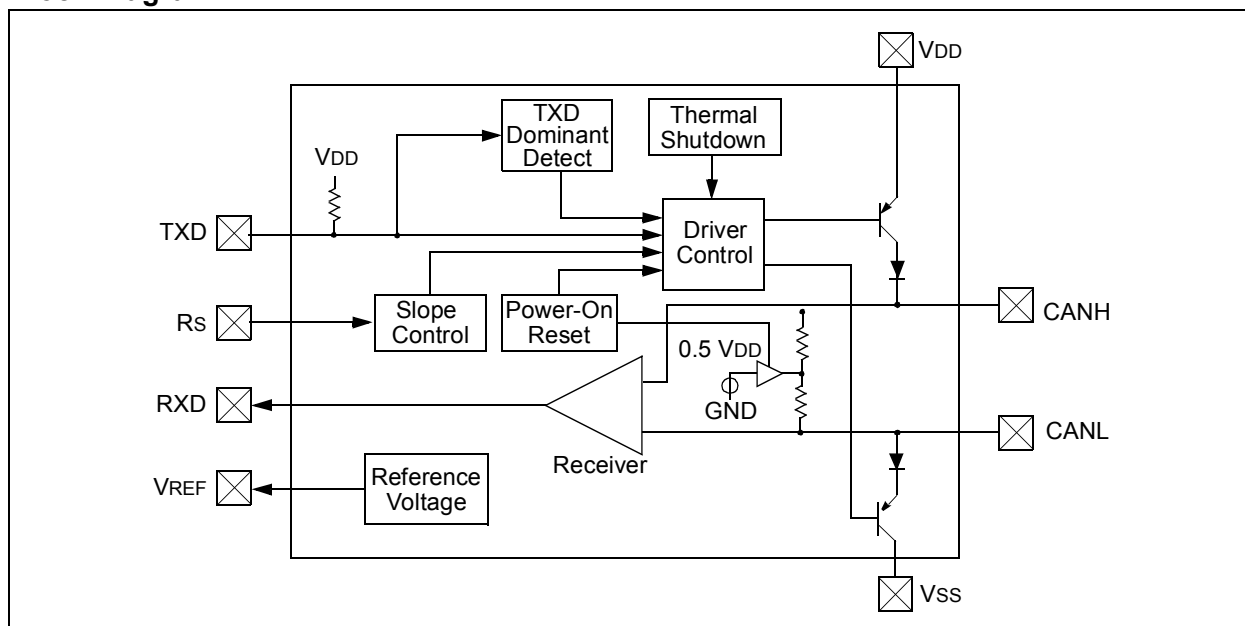 VDD
TXD
Dominant
Detect
Thermal
Shutdown
VDD
TXD
Driver
Control
RS
Slope
Control
Power-On
Reset
CANH
0.5 VDD
GND
RXD
CANL
Receiver
VREF
Reference
Voltage
VSS